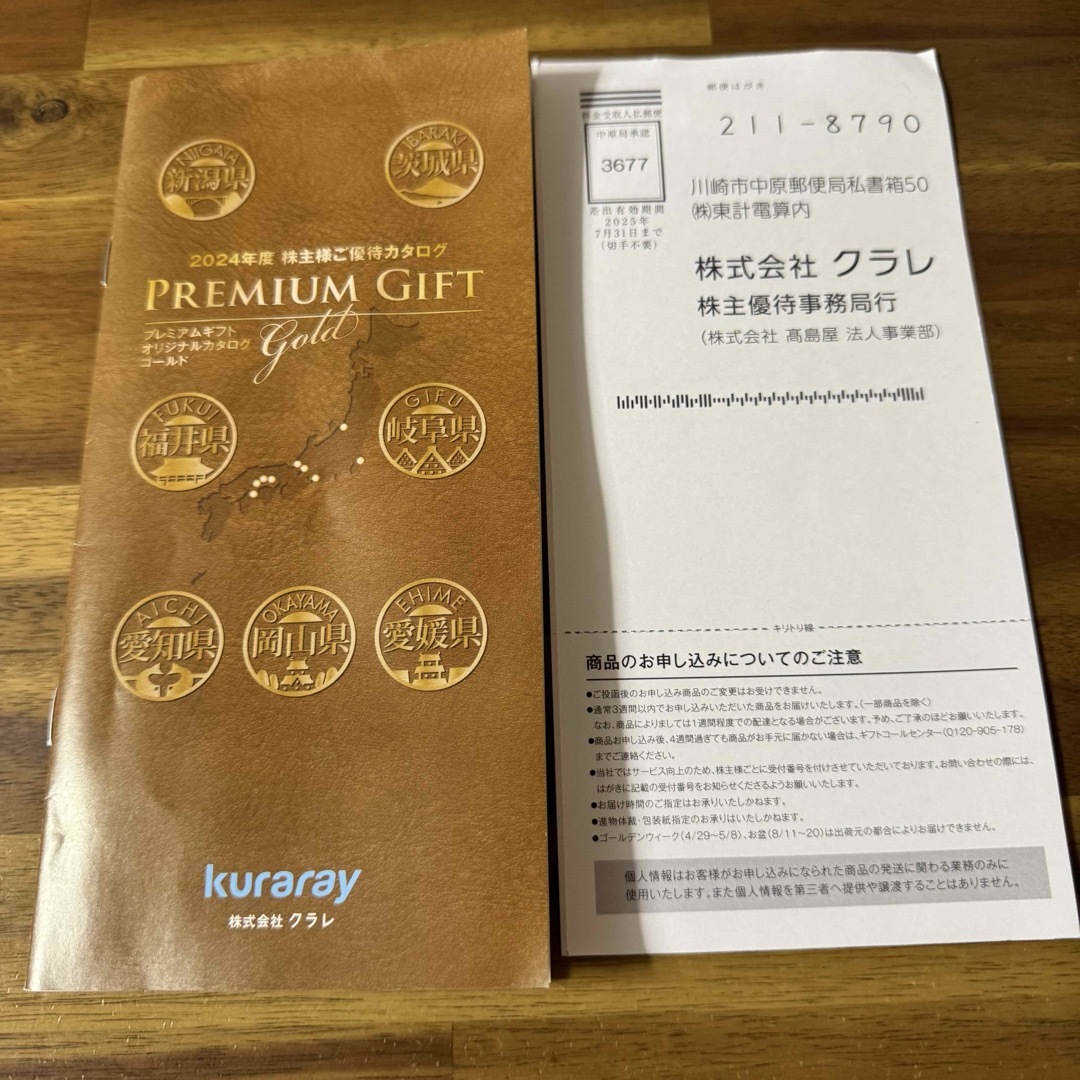 NIIGATA
新潟県
IBARAKI
茨城県
2024年度 株主様ご優待カタログ
PREMIUM GIFT
プレミアムギフト
オリジナルカタログ
ゴールド
Gold
FUKUI
福井県
GIFU
岐阜県
AICHI
愛知県
OKAYAMA
岡山県
EHIME
愛媛県
kuraray
株式会社 クラレ
郵便はがき
料金受取人払郵便
中原局承認
3677
差出有効期間
2025年
7月31日まで
(切手不要)
211-8790
川崎市中原郵便局私書箱50
㈱東計電算内
株式会社 クラレ
株主優待事務局行
(株式会社 髙島屋 法人事業部)
キリトリ線
商品のお申し込みについてのご注意
●ご投函後のお申し込み商品のご変更はお受けできません。
●通常3週間以内でお申し込みいただいた商品をお届けいたします。(一部商品を除く)
なお、商品によりましては1週間程度での配達となる場合がございます。予め、ご了承のほどお願いいたします。
●商品お申し込み後、4週間過ぎても商品がお手元に届かない場合は、ギフトコールセンター(0120-905-178)
までご連絡ください。
●当社ではサービス向上のため、株主様ごとに受付番号を付けさせていただいております。お問い合わせの際には、
はがきに記載の受付番号をお知らせくださるようお願いいたします。
●お届け時間のご指定はお承りいたしかねます。
●進物体裁・包装紙指定のお承りはいたしかねます。
●ゴールデンウィーク(4/29~5/8)、お盆(8/11~20)は出荷元の都合によりお届けできません。
個人情報はお客様がお申し込みになられた商品の発送に関わる業務のみに
使用いたします。また個人情報を第三者へ提供や譲渡することはありません。